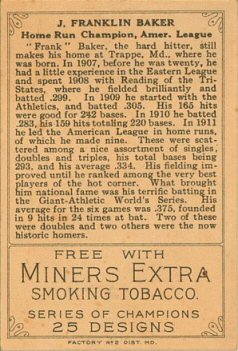 J. FRANKLIN BAKER
Home Run Champion, Amer. League
"Frank" Baker, the hard hitter, still
makes his home at Trappe, Md., where he
was born. In 1907, before he was twenty, he
had a little experience in the Eastern League
and spent 1908 with Reading of the Tri-
States, where he fielded brilliantly and
batted .299. In 1909 he started with the
Athletics, and batted .305. His 165 hits
were good for 242 bases. In 1910 he batted
.283, his 159 hits totaling 220 bases. In 1911
he led the American League in home runs,
of which he made nine. These were scat-
tered among a nice assortment of singles,
doubles and triples, his total bases being
293, and his average .334. His fielding im-
proved until he ranked among the very best
players of the hot corner. What brought
him national fame was his terrific batting in
the Giant-Athletic World's Series. His
average for the six games was .375, founded
on 9 hits in 24 times at bat. Two of these
were doubles and two others were the now
historic homers.
FREE WITH
MINERS EXTRA
SMOKING TOBACCO
SERIES OF CHAMPIONS
25 DESIGNS
FACTORY Nº 2 DIST. MD.